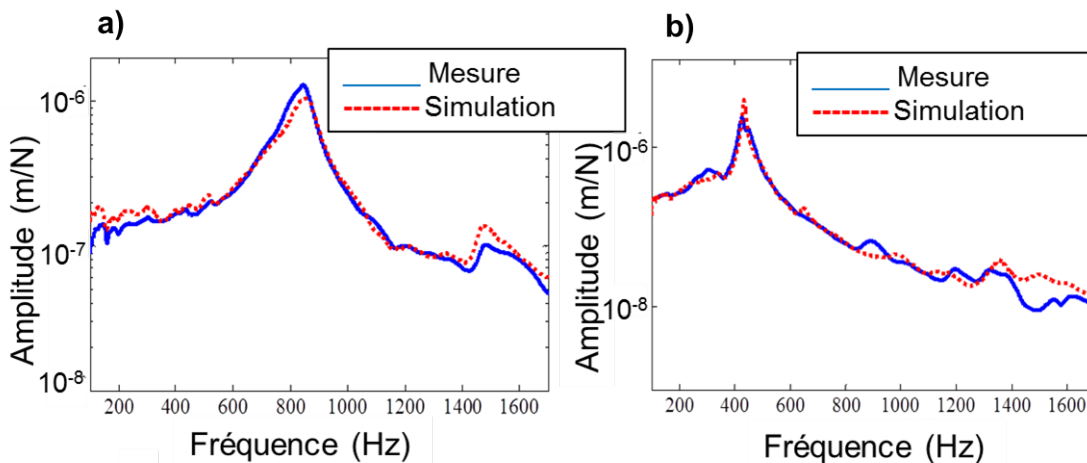 a)
Mesure
Simulation
Amplitude (m/N)
10-6
10-7
10-8
200 400 600 800 1000 1200 1400 1600
Fréquence (Hz)
b)
Mesure
Simulation
Amplitude (m/N)
10-6
10-8
200 400 600 800 1000 1200 1400 1600
Fréquence (Hz)